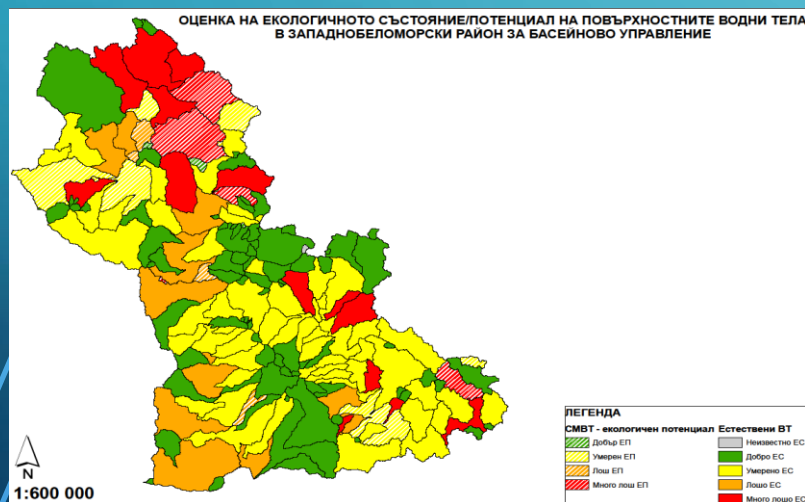 ОЦЕНКА НА ЕКОЛОГИЧНОТО СЪСТОЯНИЕ/ПОТЕНЦИАЛ НА ПОВЪРХНОСТНИТЕ ВОДНИ ТЕЛА
В ЗАПАДНОБЕЛОМОРСКИ РАЙОН ЗА БАСЕЙНОВО УПРАВЛЕНИЕ
N
1:600 000
ЛЕГЕНДА
СМВТ - екологичен потенциал Естествени ВТ
Добър ЕП Неизвестно ЕС
Умерен ЕП Добро ЕС
Лош ЕП Умерено ЕС
Много лош ЕП Лошо ЕС
Много лошо ЕС